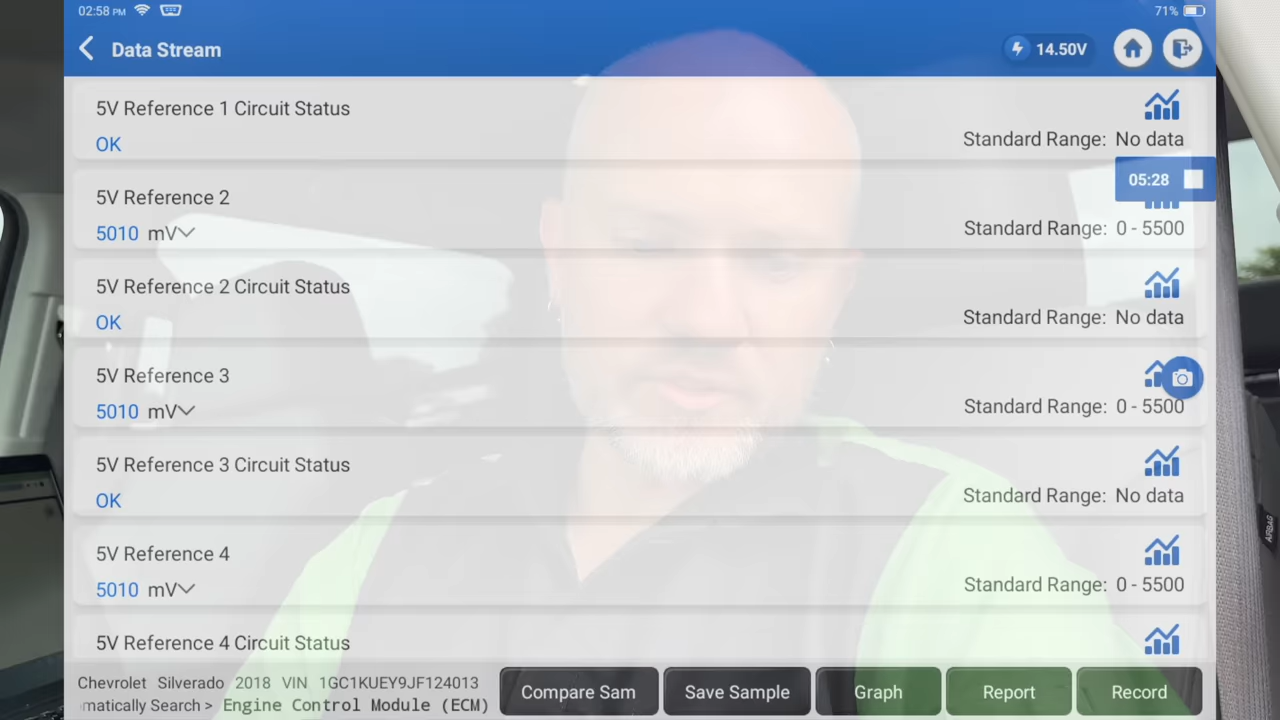 02:58 PM
71%
Data Stream
14.50V
5V Reference 1 Circuit Status
OK
Standard Range: No data
05:28
5V Reference 2
5010 mV
Standard Range: 0 - 5500
5V Reference 2 Circuit Status
OK
Standard Range: No data
5V Reference 3
5010 mV
Standard Range: 0 - 5500
5V Reference 3 Circuit Status
OK
Standard Range: No data
5V Reference 4
5010 mV
Standard Range: 0 - 5500
5V Reference 4 Circuit Status
Chevrolet Silverado 2018 VIN 1GC1KUEY9JF124013
matically Search > Engine Control Module (ECM)
Compare Sam
Save Sample
Graph
Report
Record
AIRBAG